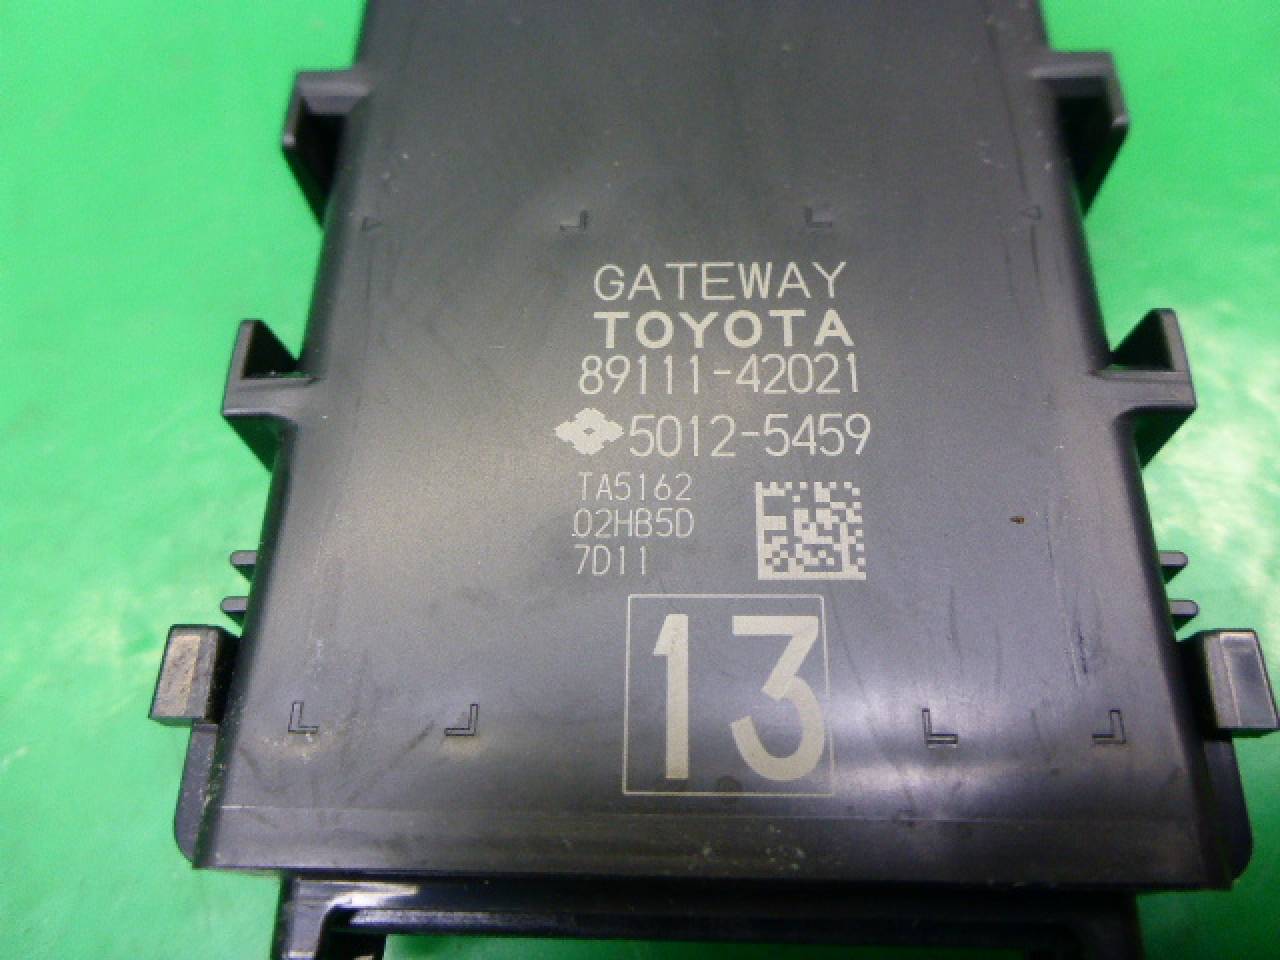 GATEWAY
TOYOTA
89111-42021
5012-5459
TA5162
02HB5D
7D11
13